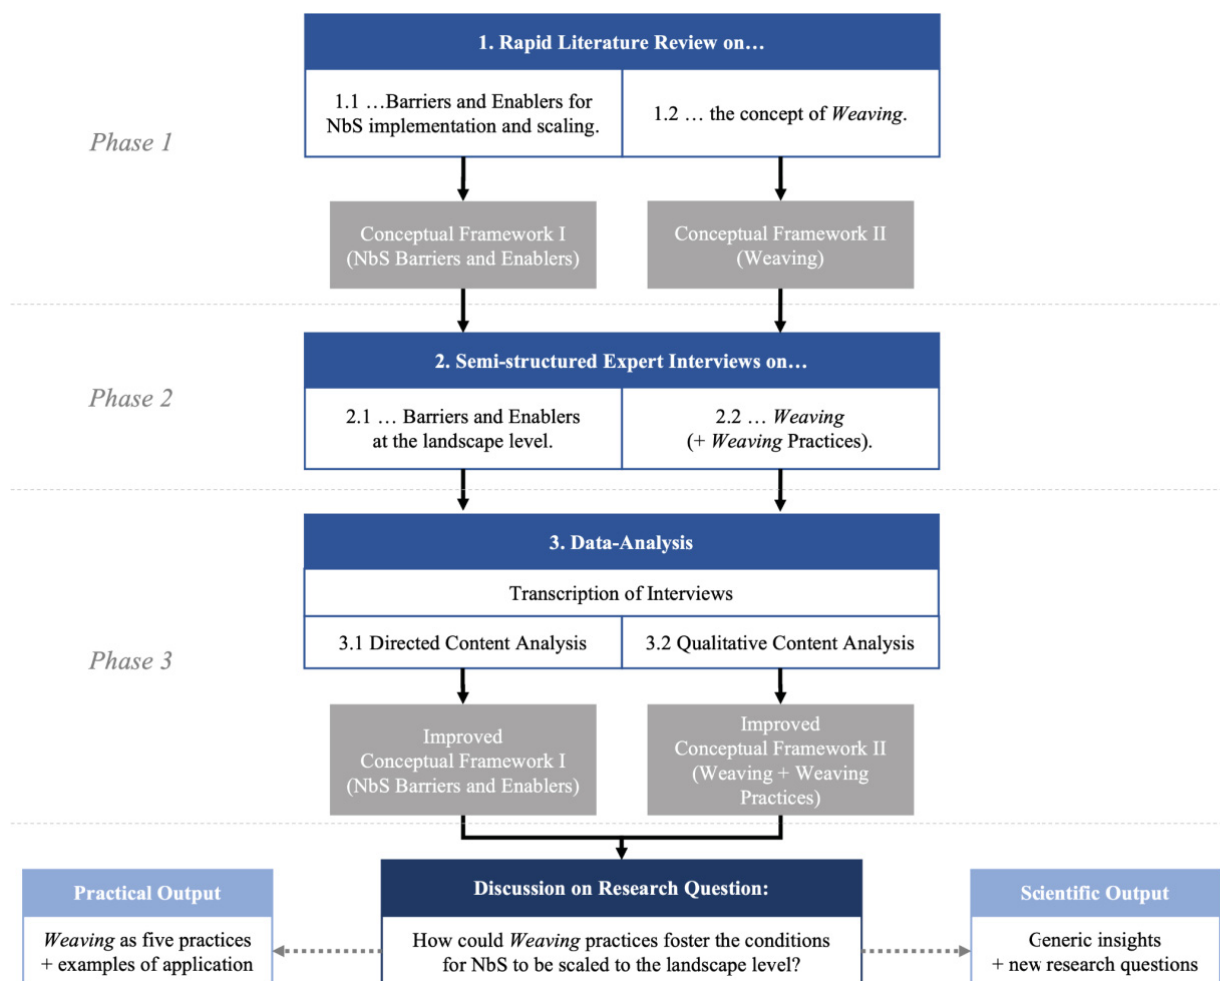 1. Rapid Literature Review on…
1.1 …Barriers and Enablers for
NbS implementation and scaling.
1.2 … the concept of Weaving.
Phase 1
Conceptual Framework I
(NbS Barriers and Enablers)
Conceptual Framework II
(Weaving)
2. Semi-structured Expert Interviews on…
Phase 2
2.1 … Barriers and Enablers
at the landscape level.
2.2 … Weaving
(+ Weaving Practices).
3. Data-Analysis
Transcription of Interviews
3.1 Directed Content Analysis
3.2 Qualitative Content Analysis
Phase 3
Improved
Conceptual Framework I
(NbS Barriers and Enablers)
Improved
Conceptual Framework II
(Weaving + Weaving
Practices)
Practical Output
Weaving as five practices
+ examples of application
Discussion on Research Question:
How could Weaving practices foster the conditions
for NbS to be scaled to the landscape level?
Scientific Output
Generic insights
+ new research questions